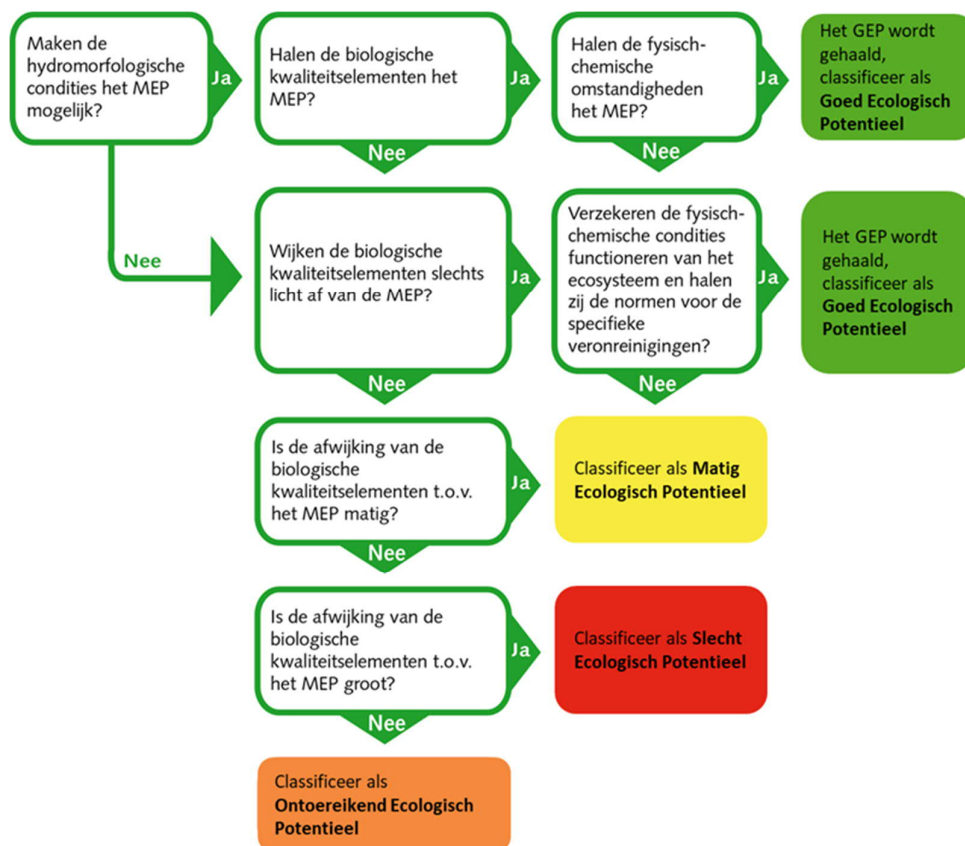 Maken de
hydromorfologische
condities het MEP
mogelijk?
Ja
Halen de biologische
kwaliteitselementen het
MEP?
Ja
Halen de fysisch-
chemische
omstandigheden
het MEP?
Ja
Het GEP wordt
gehaald,
classificeer als
Goed Ecologisch
Potentieel
Nee
Nee
Nee
Wijken de biologische
kwaliteitselementen slechts
licht af van de MEP?
Ja
Verzekeren de fysisch-
chemische condities
functioneren van het
ecosysteem en halen
zij de normen voor de
specifieke
veronreinigingen?
Ja
Het GEP wordt
gehaald,
classificeer als
Goed Ecologisch
Potentieel
Nee
Nee
Is de afwijking van de
biologische
kwaliteitselementen t.o.v.
het MEP matig?
Ja
Classificeer als Matig
Ecologisch Potentieel
Nee
Is de afwijking van de
biologische
kwaliteitselementen t.o.v.
het MEP groot?
Ja
Classificeer als Slecht
Ecologisch Potentieel
Nee
Classificeer als
Ontoereikend Ecologisch
Potentieel